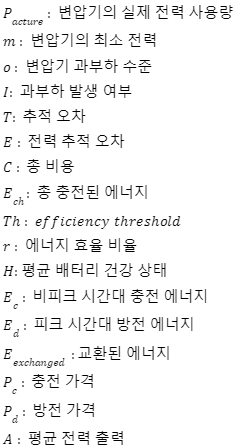 P_acture : 변압기의 실제 전력 사용량
m : 변압기의 최소 전력
o : 변압기 과부하 수준
I: 과부하 발생 여부
T: 추적 오차
E : 전력 추적 오차
C : 총 비용
E_ch: 총 충전된 에너지
Th : efficiency threshold
r : 에너지 효율 비율
H: 평균 배터리 건강 상태
E_c : 비피크 시간대 충전 에너지
E_d : 피크 시간대 방전 에너지
E_exchanged : 교환된 에너지
P_c : 충전 가격
P_d : 방전 가격
A : 평균 전력 출력